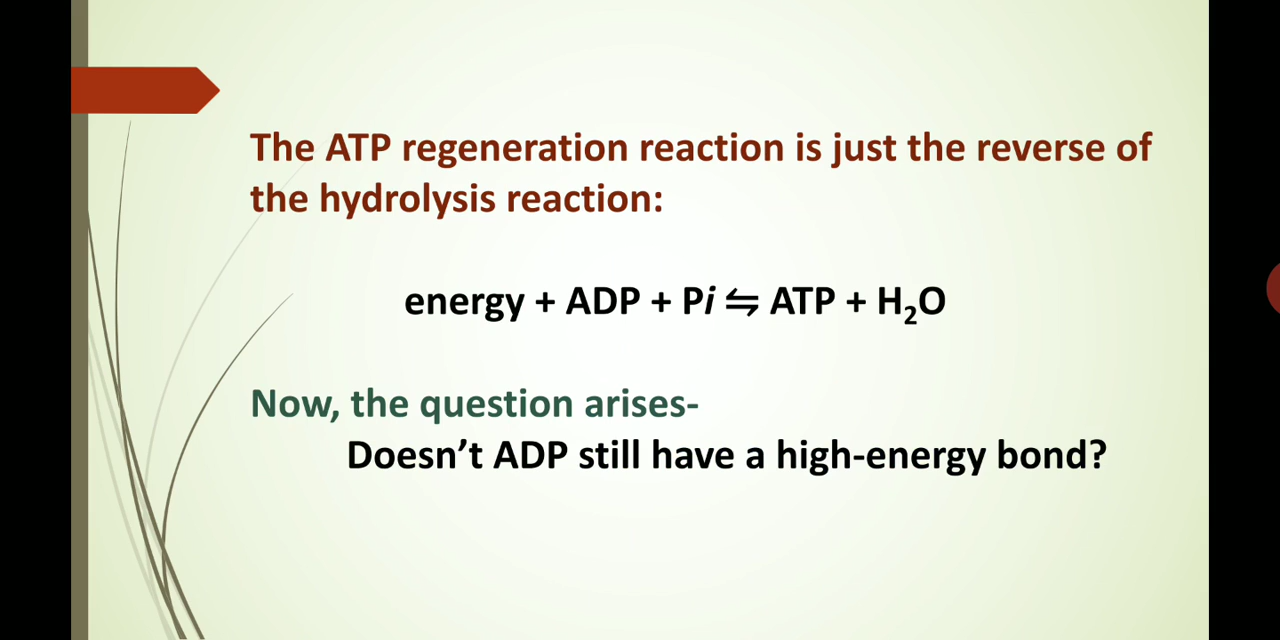 The ATP regeneration reaction is just the reverse of
the hydrolysis reaction:
energy + ADP + Pi ⇋ ATP + H₂O
Now, the question arises-
Doesn’t ADP still have a high-energy bond?